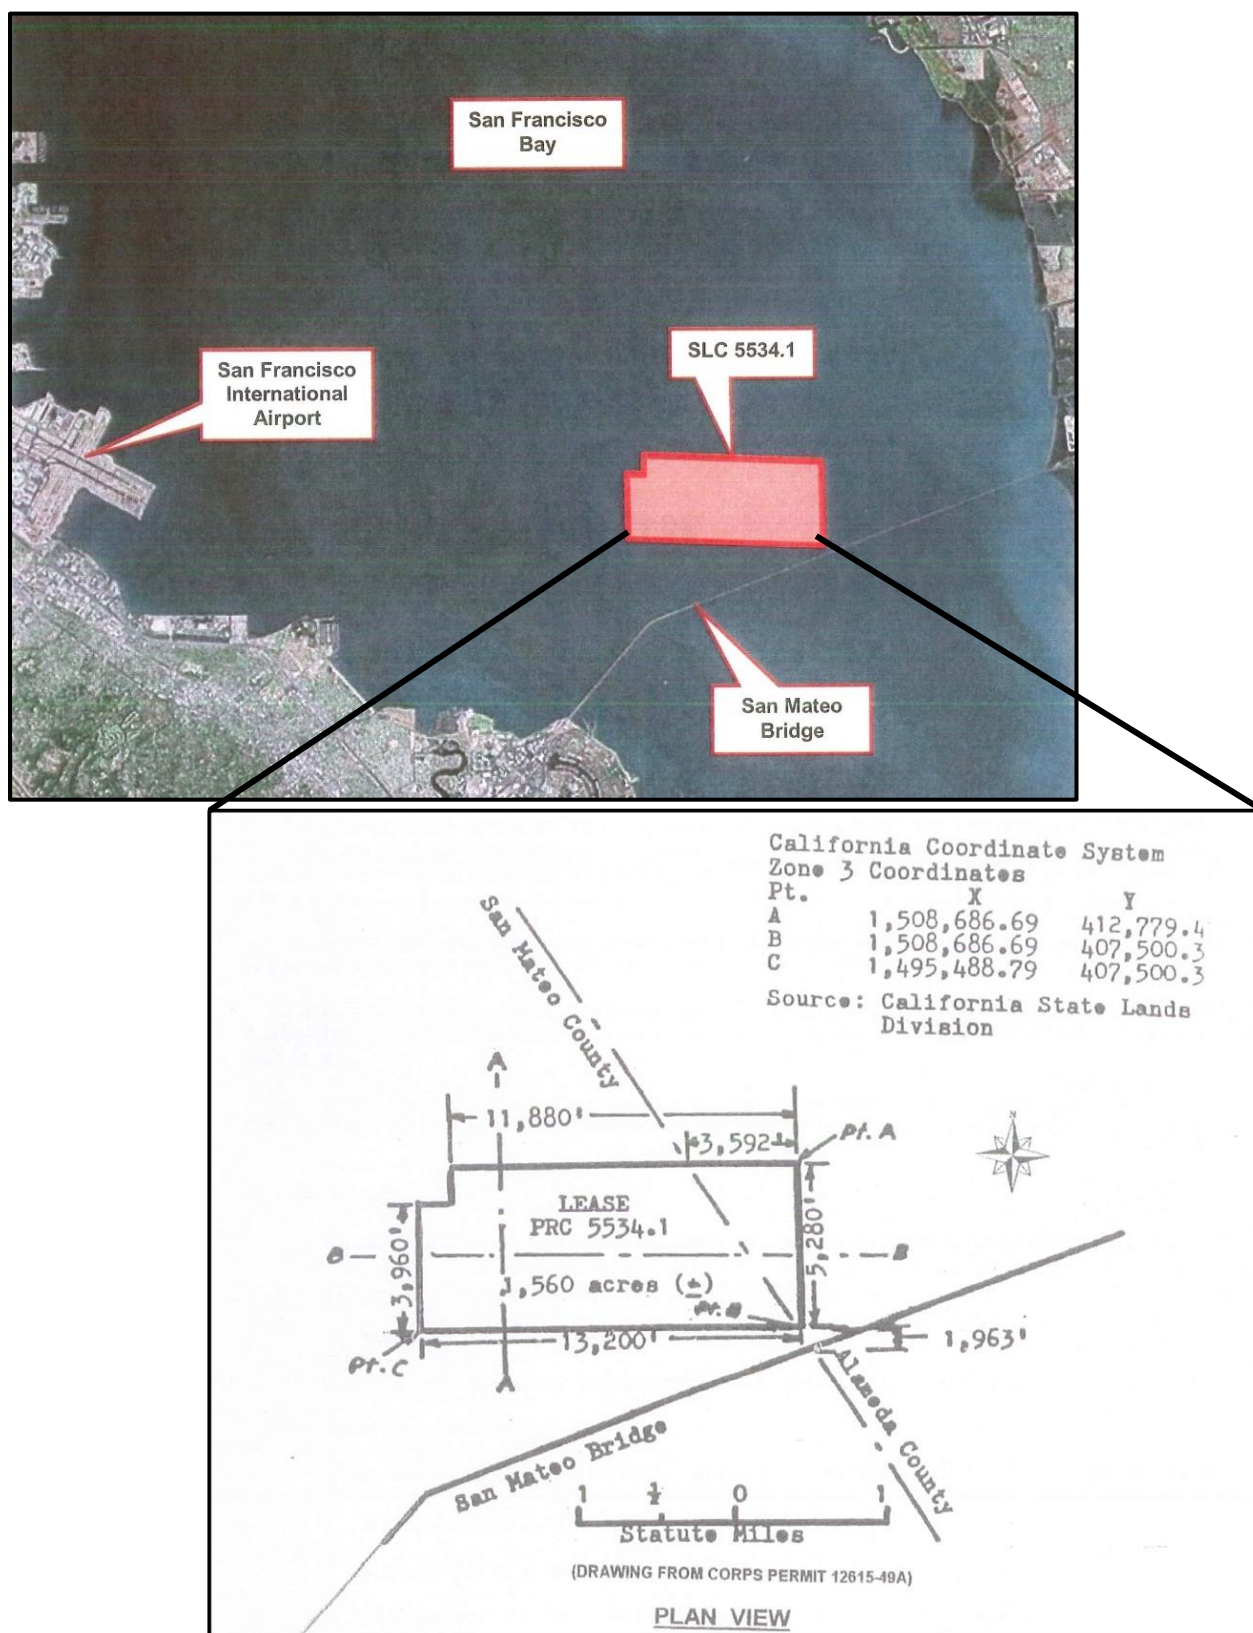 San Francisco
Bay
SLC 5534.1
San Francisco
International
Airport
San Mateo
Bridge
California Coordinate System
Zone 3 Coordinates
Pt. X Y
A 1,508,686.69 412,779.4
B 1,508,686.69 407,500.3
C 1,495,488.79 407,500.3
Source: California State Lands
Division
San Mateo County
A
11,880'
3,592'
Pt. A
N
LEASE
PRC 5534.1
3,960'
5,280'
B
B
1,560 acres (±)
Pt. B
13,200'
1,963'
Pt. C
A
Alameda County
San Mateo Bridge
1 ½ 0 1
Statute Miles
(DRAWING FROM CORPS PERMIT 12615-49A)
PLAN VIEW